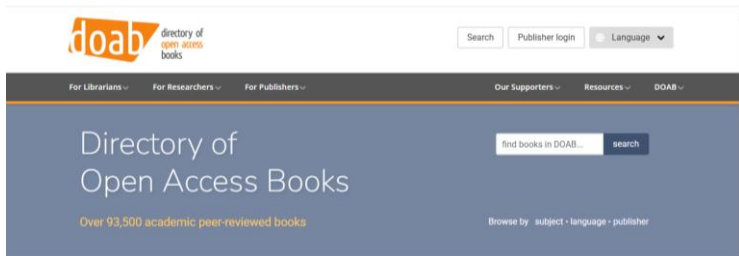 doab
directory of
open access
books
Search
Publisher login
Language
For Librarians
For Researchers
For Publishers
Our Supporters
Resources
DOAB
Directory of
Open Access Books
find books in DOAB...
search
Over 93,500 academic peer-reviewed books
Browse by subject · language · publisher